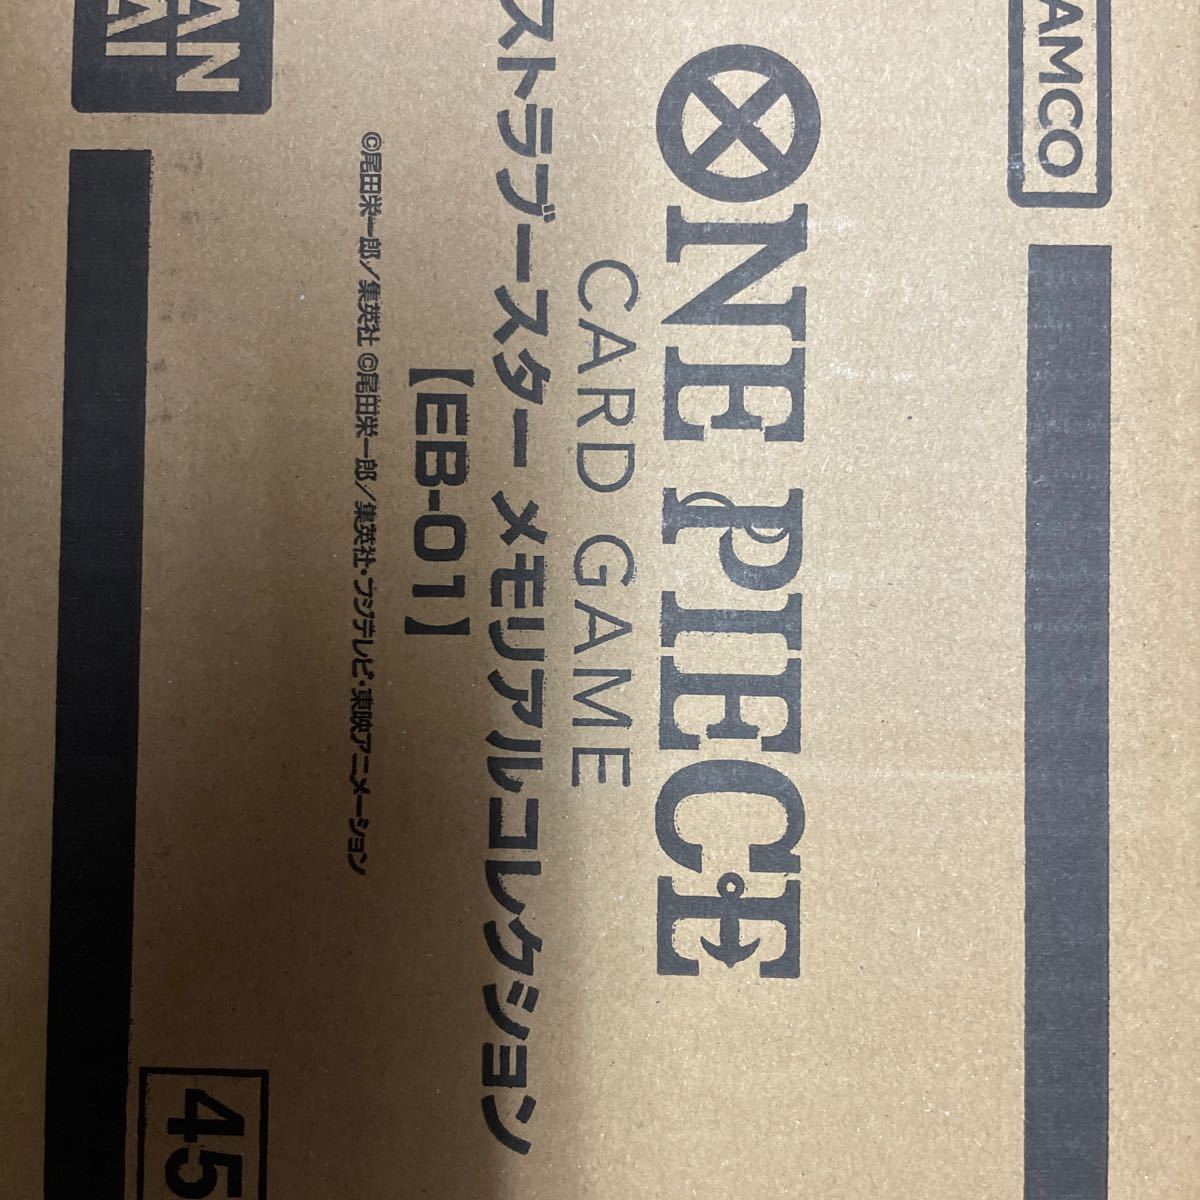 AMCO
ONE PIECE
CARD GAME
ストラブースター メモリアルコレクション
【EB-01】
©尾田栄一郎／集英社 ©尾田栄一郎／集英社・フジテレビ・東映アニメーション
AN
AI
45